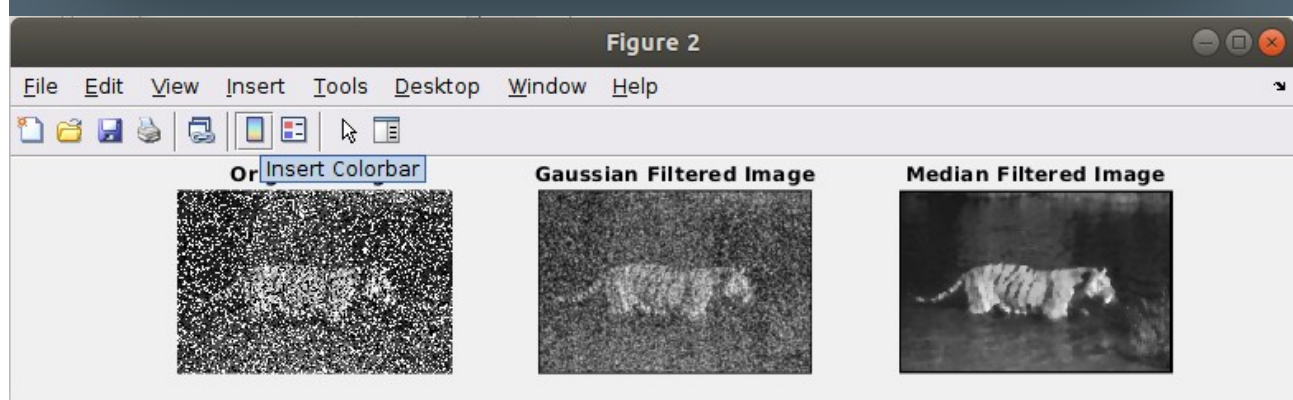 Figure 2
File Edit View Insert Tools Desktop Window Help
Insert Colorbar
Gaussian Filtered Image
Median Filtered Image